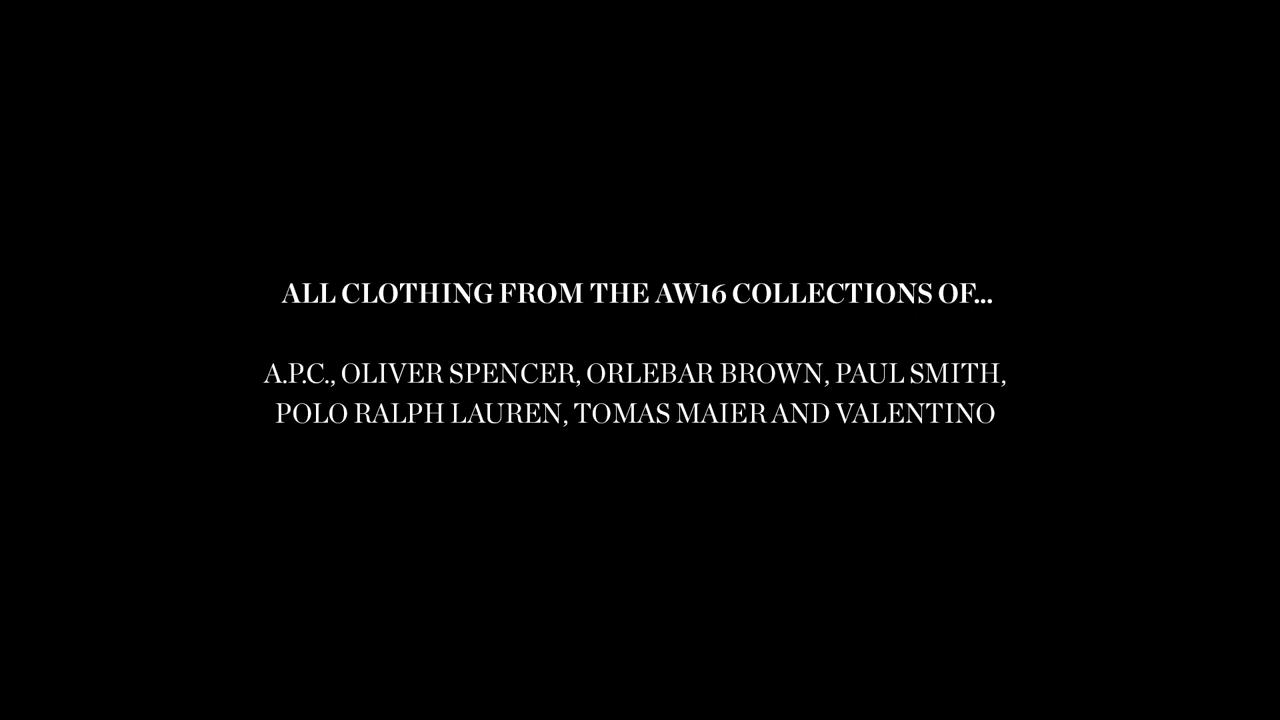 ALL CLOTHING FROM THE AW16 COLLECTIONS OF...
A.P.C., OLIVER SPENCER, ORLEBAR BROWN, PAUL SMITH,
POLO RALPH LAUREN, TOMAS MAIER AND VALENTINO